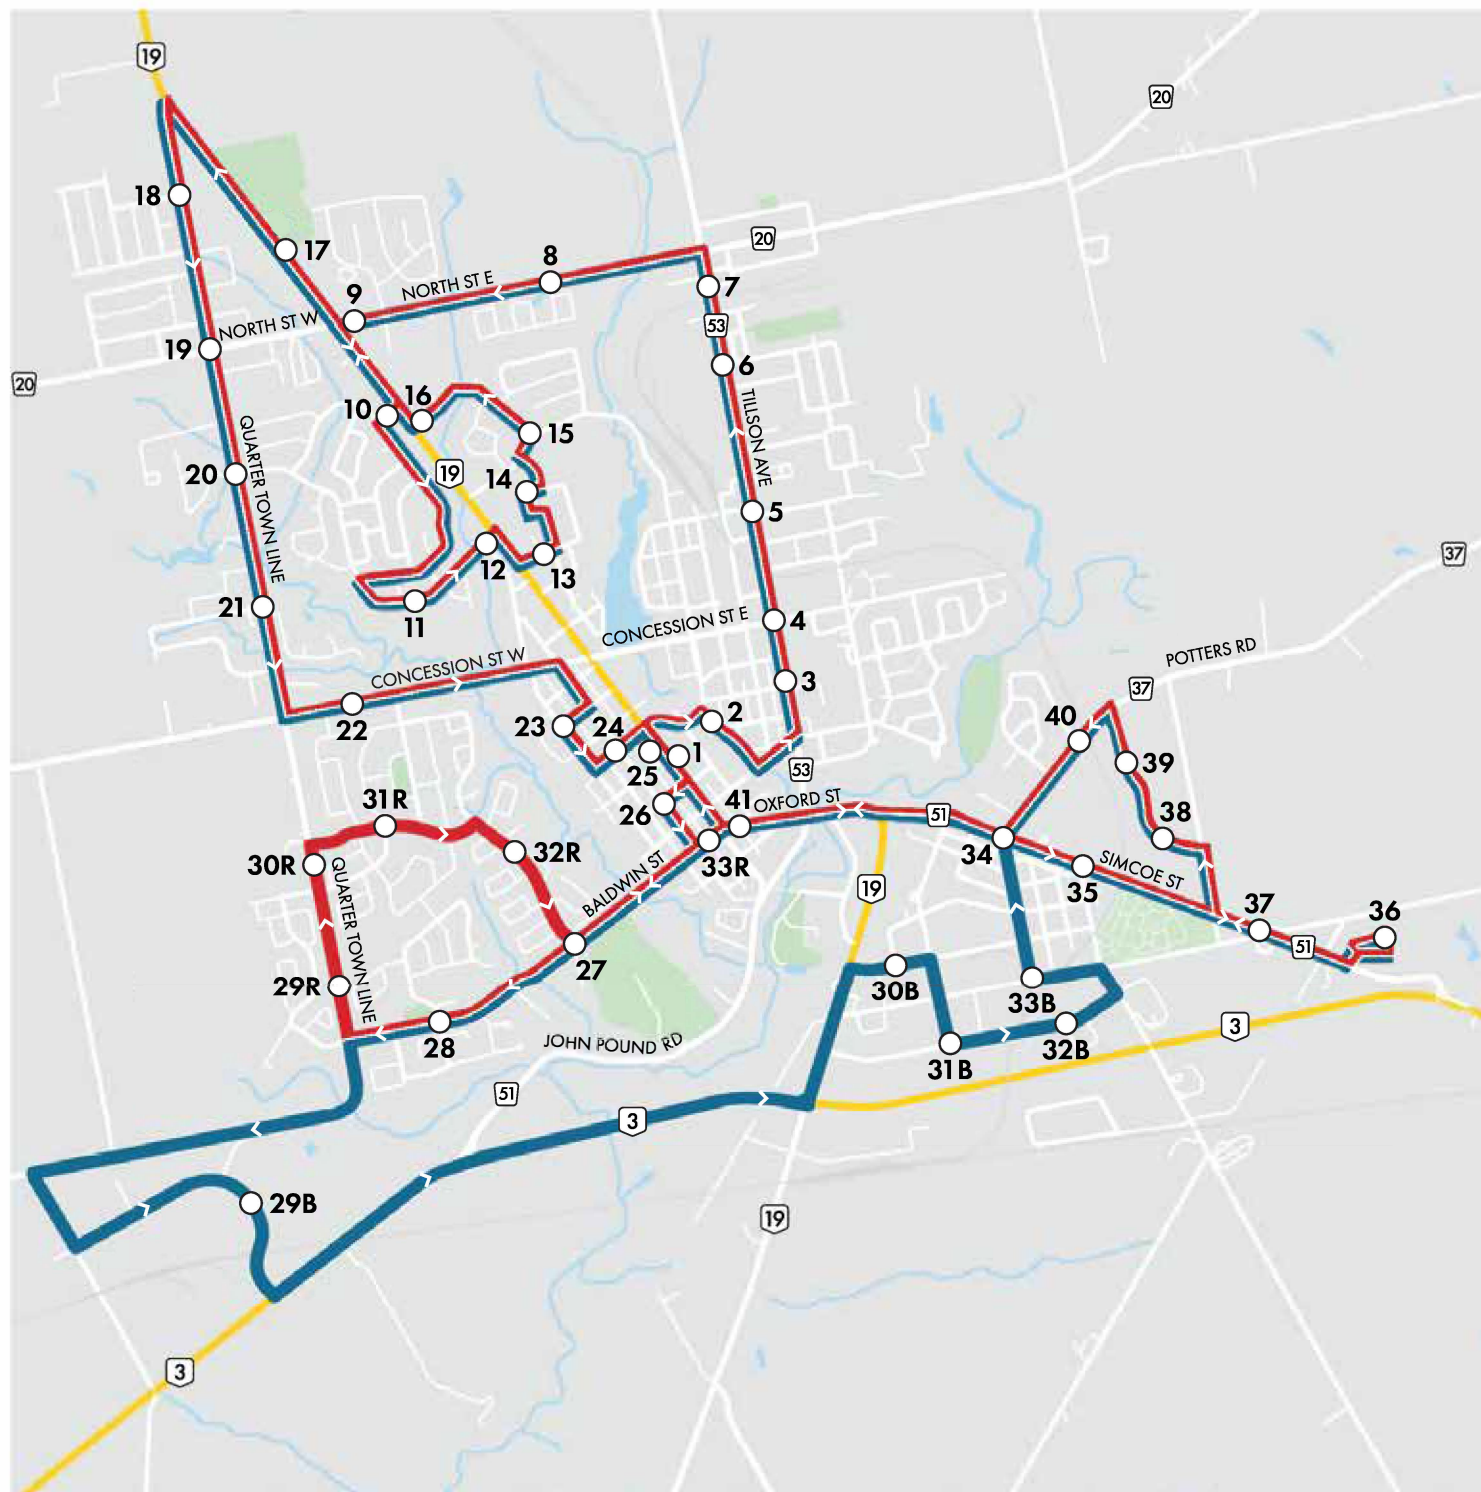 19
20
18
17
20
8
7
9
NORTH ST E
53
NORTH ST W
19
6
20
16
10
TILLSON AVE
15
QUARTER TOWN LINE
19
20
14
5
12
13
37
21
11
4
CONCESSION ST E
POTTERS RD
CONCESSION ST W
3
37
22
23
24
2
40
25
1
39
53
31R
26
41
OXFORD ST
51
38
32R
33R
34
30R
QUARTER TOWN LINE
BALDWIN ST
35
SIMCOE ST
19
37
36
51
27
29R
30B
33B
28
JOHN POUND RD
31B
32B
3
51
3
29B
19
3